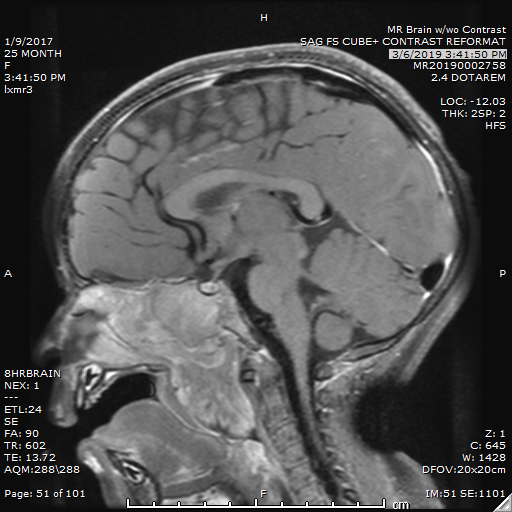 H
1/9/2017
25 MONTH
F
3:41:50 PM
lxmr3
MR Brain w/wo Contrast
SAG FS CUBE+ CONTRAST REFORMAT
3/6/2019 3:41:50 PM
MR20190002758
2.4 DOTAREM
LOC: -12.03
THK: 2SP: 2
HFS
A
P
8HRBRAIN
NEX: 1
---
ETL:24
SE
FA: 90
TR: 602
TE: 13.72
AQM:288\288
Page: 51 of 101
F
cm
Z: 1
C: 645
W: 1428
DFOV:20x20cm
IM:51 SE:1101